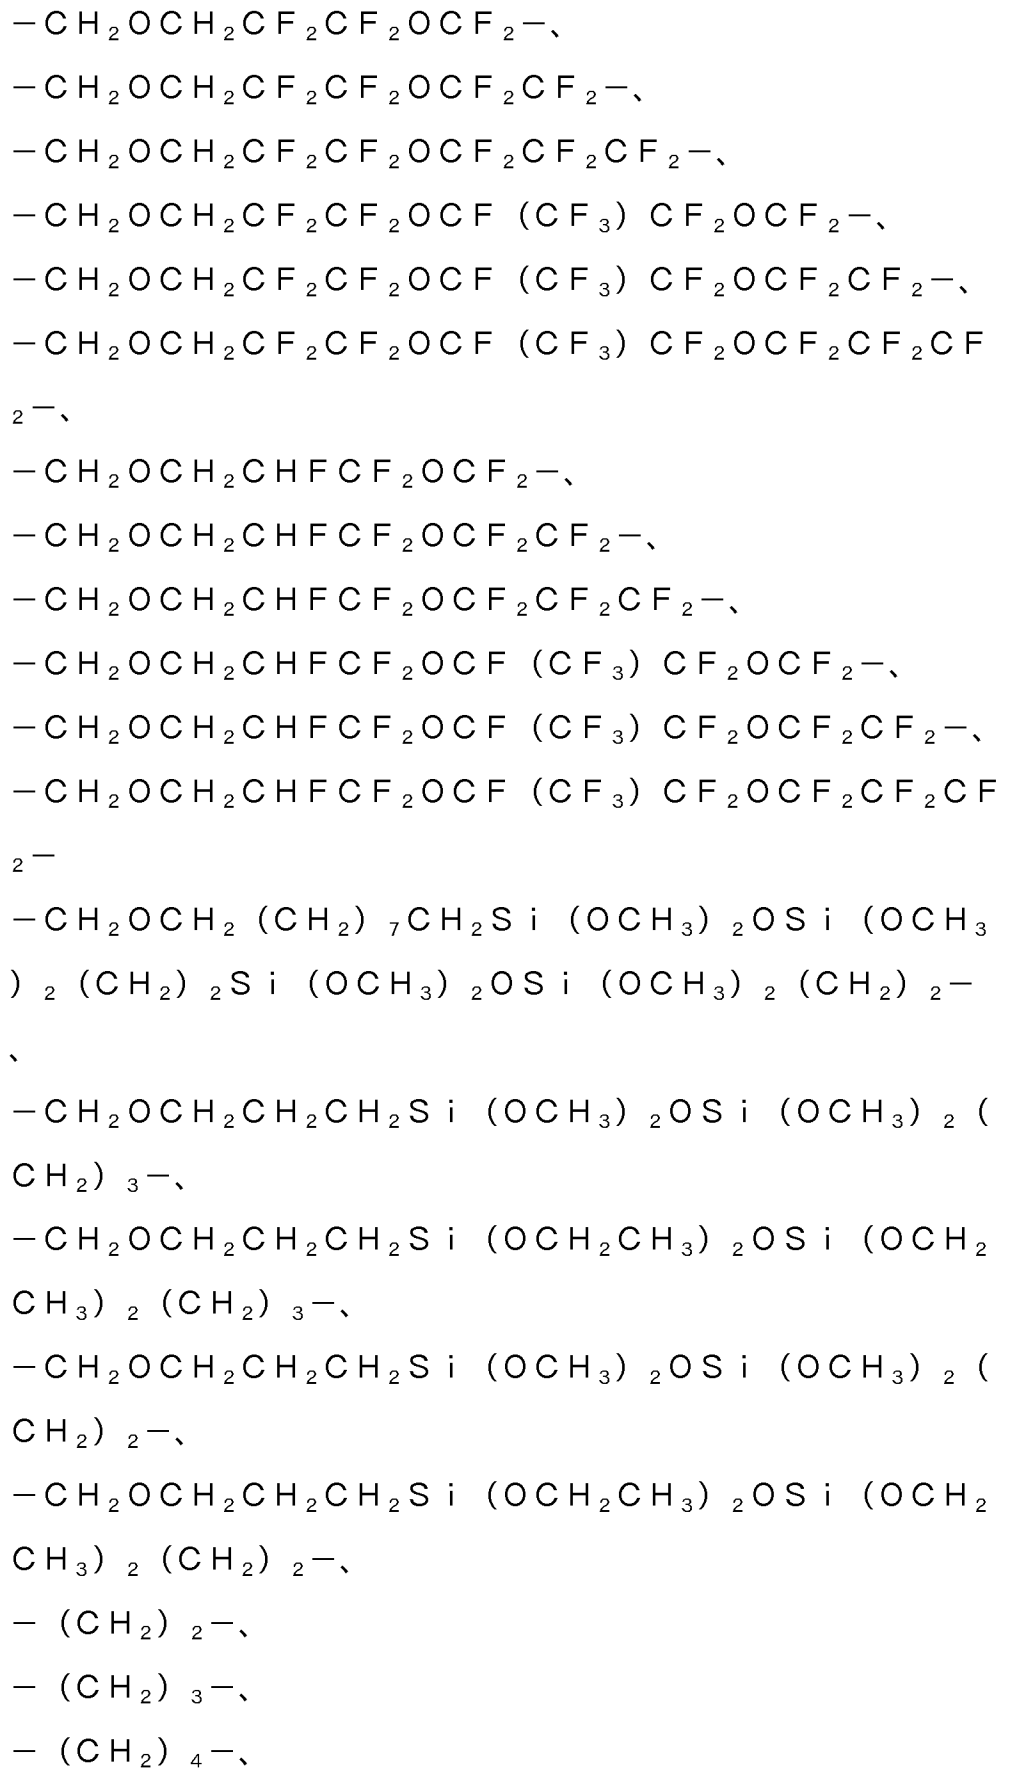 －ＣＨ₂ＯＣＨ₂ＣＦ₂ＣＦ₂ＯＣＦ₂－、
－ＣＨ₂ＯＣＨ₂ＣＦ₂ＣＦ₂ＯＣＦ₂ＣＦ₂－、
－ＣＨ₂ＯＣＨ₂ＣＦ₂ＣＦ₂ＯＣＦ₂ＣＦ₂ＣＦ₂－、
－ＣＨ₂ＯＣＨ₂ＣＦ₂ＣＦ₂ＯＣＦ（ＣＦ₃）ＣＦ₂ＯＣＦ₂－、
－ＣＨ₂ＯＣＨ₂ＣＦ₂ＣＦ₂ＯＣＦ（ＣＦ₃）ＣＦ₂ＯＣＦ₂ＣＦ₂－、
－ＣＨ₂ＯＣＨ₂ＣＦ₂ＣＦ₂ＯＣＦ（ＣＦ₃）ＣＦ₂ＯＣＦ₂ＣＦ₂ＣＦ
₂－、
－ＣＨ₂ＯＣＨ₂ＣＨＦＣＦ₂ＯＣＦ₂－、
－ＣＨ₂ＯＣＨ₂ＣＨＦＣＦ₂ＯＣＦ₂ＣＦ₂－、
－ＣＨ₂ＯＣＨ₂ＣＨＦＣＦ₂ＯＣＦ₂ＣＦ₂ＣＦ₂－、
－ＣＨ₂ＯＣＨ₂ＣＨＦＣＦ₂ＯＣＦ（ＣＦ₃）ＣＦ₂ＯＣＦ₂－、
－ＣＨ₂ＯＣＨ₂ＣＨＦＣＦ₂ＯＣＦ（ＣＦ₃）ＣＦ₂ＯＣＦ₂ＣＦ₂－、
－ＣＨ₂ＯＣＨ₂ＣＨＦＣＦ₂ＯＣＦ（ＣＦ₃）ＣＦ₂ＯＣＦ₂ＣＦ₂ＣＦ
₂－
－ＣＨ₂ＯＣＨ₂（ＣＨ₂）₇ＣＨ₂Ｓｉ（ＯＣＨ₃）₂ＯＳｉ（ＯＣＨ₃
）₂（ＣＨ₂）₂Ｓｉ（ＯＣＨ₃）₂ＯＳｉ（ＯＣＨ₃）₂（ＣＨ₂）₂－
、
－ＣＨ₂ＯＣＨ₂ＣＨ₂ＣＨ₂Ｓｉ（ＯＣＨ₃）₂ＯＳｉ（ＯＣＨ₃）₂（
ＣＨ₂）₃－、
－ＣＨ₂ＯＣＨ₂ＣＨ₂ＣＨ₂Ｓｉ（ＯＣＨ₂ＣＨ₃）₂ＯＳｉ（ＯＣＨ₂
ＣＨ₃）₂（ＣＨ₂）₃－、
－ＣＨ₂ＯＣＨ₂ＣＨ₂ＣＨ₂Ｓｉ（ＯＣＨ₃）₂ＯＳｉ（ＯＣＨ₃）₂（
ＣＨ₂）₂－、
－ＣＨ₂ＯＣＨ₂ＣＨ₂ＣＨ₂Ｓｉ（ＯＣＨ₂ＣＨ₃）₂ＯＳｉ（ＯＣＨ₂
ＣＨ₃）₂（ＣＨ₂）₂－、
－（ＣＨ₂）₂－、
－（ＣＨ₂）₃－、
－（ＣＨ₂）₄－、